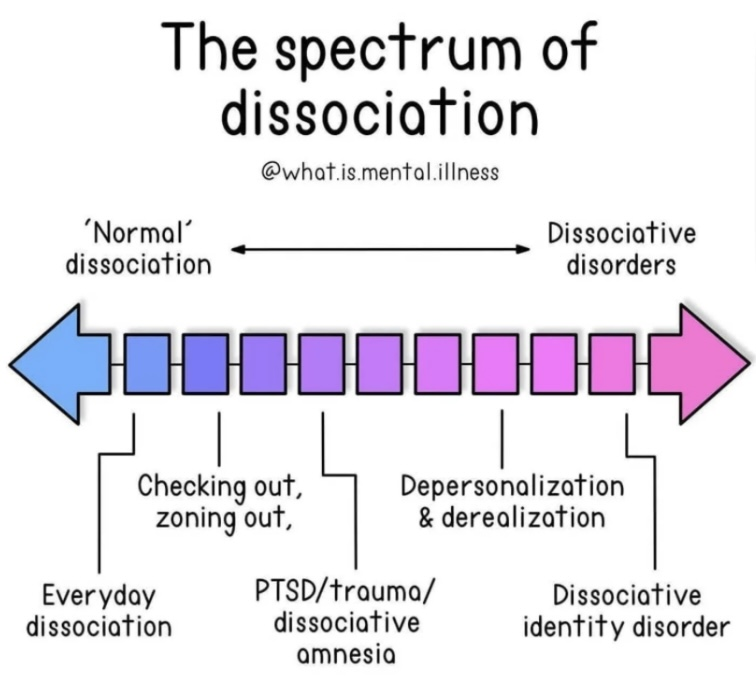 The spectrum of
dissociation
@what.is.mental.illness
´Normal´
dissociation
Dissociative
disorders
Checking out,
zoning out,
Depersonalization
& derealization
Everyday
dissociation
PTSD/trauma/
dissociative
amnesia
Dissociative
identity disorder